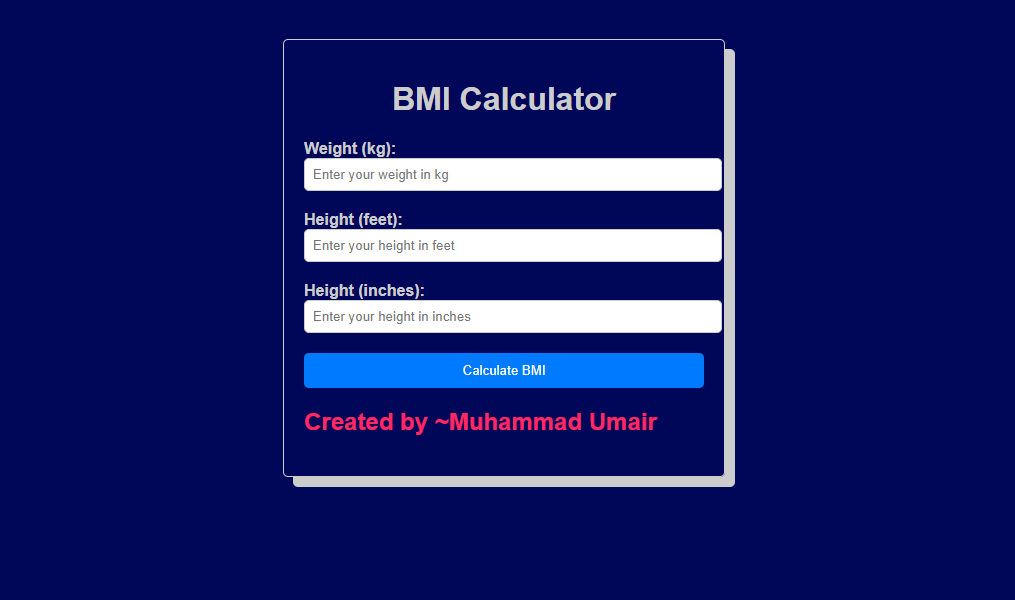 BMI Calculator
Weight (kg):
Enter your weight in kg
Height (feet):
Enter your height in feet
Height (inches):
Enter your height in inches
Calculate BMI
Created by ~Muhammad Umair